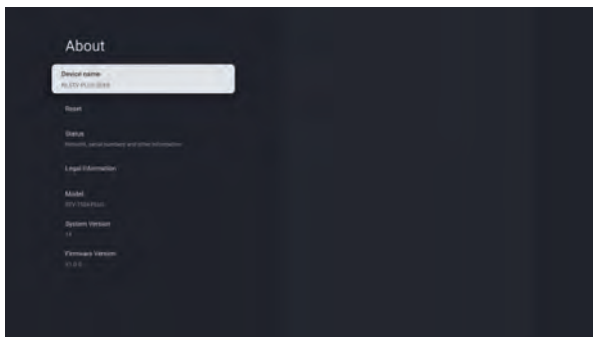 About
Device name
Reset
Status
Network, serial numbers and other information
Legal Information
Model
System Version
Firmware Version